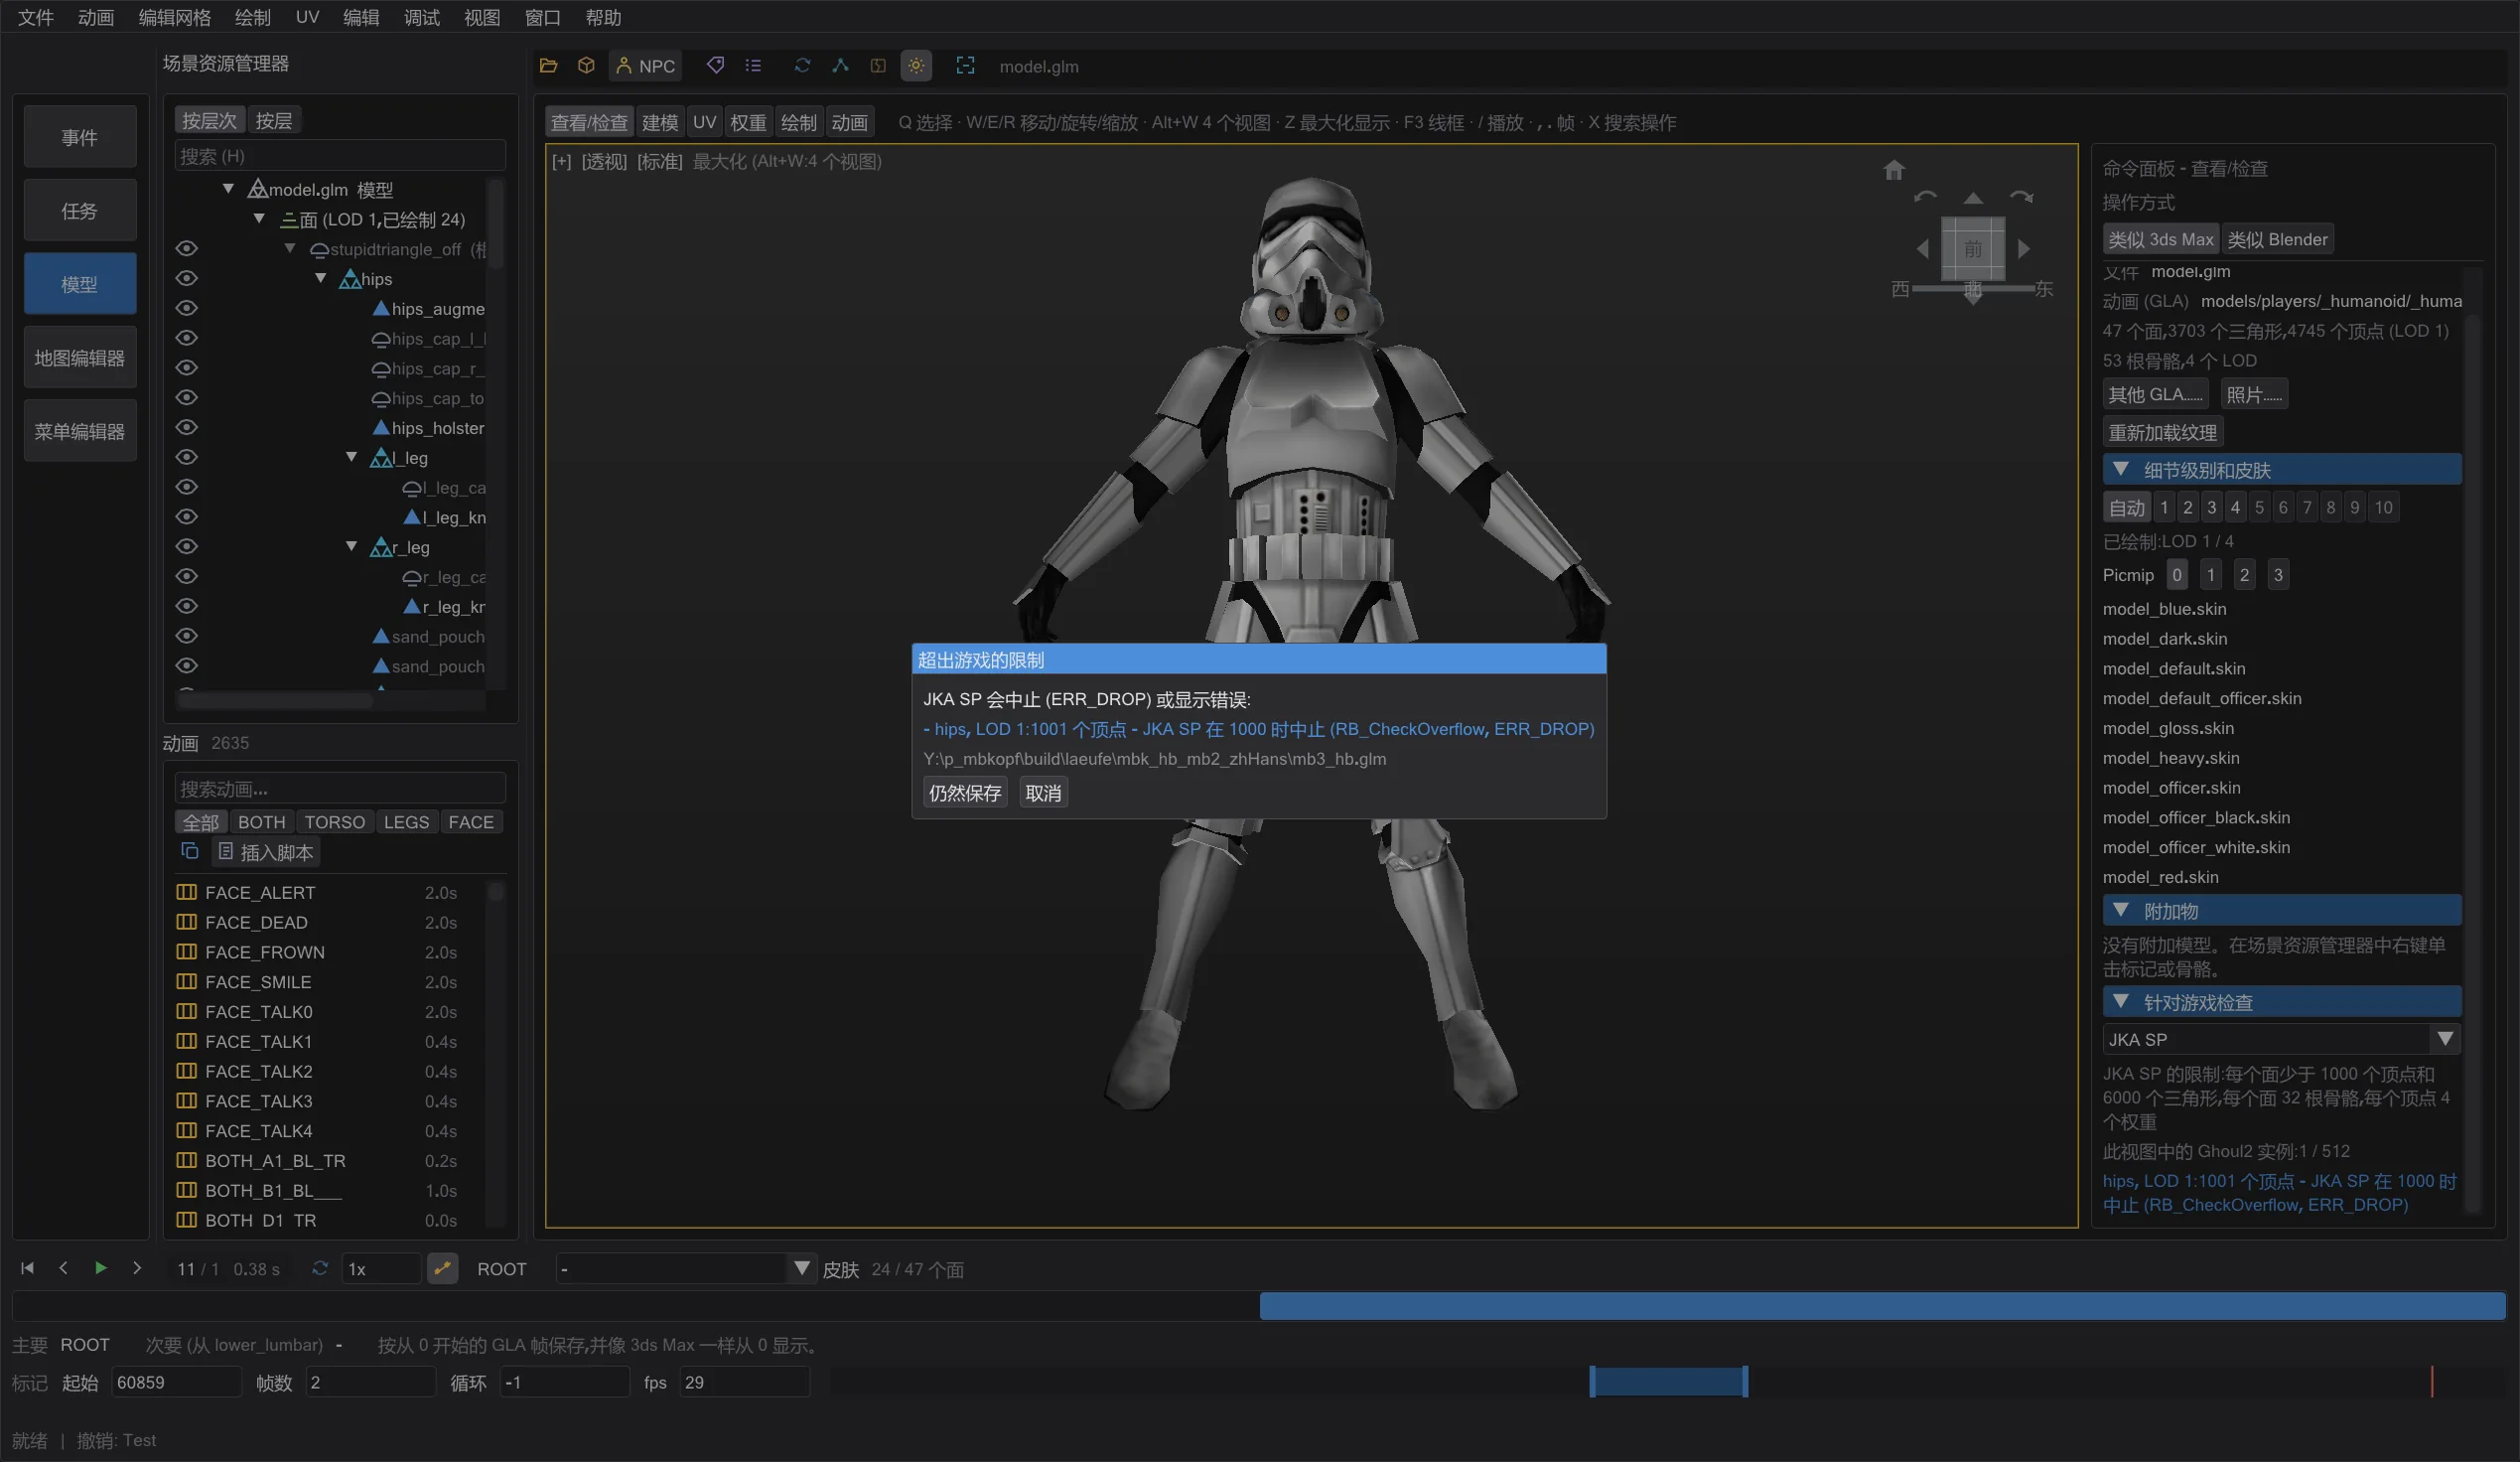 文件 动画 编辑网格 绘制 UV 编辑 调试 视图 窗口 帮助
场景资源管理器
NPC model.glm
事件
任务
模型
地图编辑器
菜单编辑器
按层次 按层
搜索 (H)
model.glm 模型
面 (LOD 1,已绘制 24)
stupidtriangle_off
hips
hips_augme
hips_cap_l_
hips_cap_r_
hips_cap_to
hips_holster
l_leg
l_leg_ca
l_leg_kn
r_leg
r_leg_ca
r_leg_kr
sand_pouch
sand_pouch
动画 2635
搜索动画...
全部 BOTH TORSO LEGS FACE
插入脚本
FACE_ALERT 2.0s
FACE_DEAD 2.0s
FACE_FROWN 2.0s
FACE_SMILE 2.0s
FACE_TALK0 2.0s
FACE_TALK1 0.4s
FACE_TALK2 0.4s
FACE_TALK3 0.4s
FACE_TALK4 0.4s
BOTH_A1_BL_TR 0.2s
BOTH_B1_BL___ 1.0s
BOTH_D1_TR 0.0s
查看/检查 建模 UV 权重 绘制 动画 Q 选择 · W/E/R 移动/旋转/缩放 · Alt+W 4 个视图 · Z 最大化显示 · F3 线框 · / 播放 · , . 帧 · X 搜索操作
[+] [透视] [标准] 最大化 (Alt+W:4 个视图)
前
西 东
超出游戏的限制
JKA SP 会中止 (ERR_DROP) 或显示错误:
- hips, LOD 1:1001 个顶点 - JKA SP 在 1000 时中止 (RB_CheckOverflow, ERR_DROP)
Y:\p_mbkopf\build\laeufe\mbk_hb_mb2_zhHans\mb3_hb.glm
仍然保存 取消
命令面板 - 查看/检查
操作方式
类似 3ds Max 类似 Blender
文件 model.glm
动画 (GLA) models/players/_humanoid/_huma
47 个面,3703 个三角形,4745 个顶点 (LOD 1)
53 根骨骼,4 个 LOD
其他 GLA...... 照片......
重新加载纹理
细节级别和皮肤
自动 1 2 3 4 5 6 7 8 9 10
已绘制:LOD 1 / 4
Picmip 0 1 2 3
model_blue.skin
model_dark.skin
model_default.skin
model_default_officer.skin
model_gloss.skin
model_heavy.skin
model_officer.skin
model_officer_black.skin
model_officer_white.skin
model_red.skin
附加物
没有附加模型。在场景资源管理器中右键单
击标记或骨骼。
针对游戏检查
JKA SP
JKA SP 的限制:每个面少于 1000 个顶点和
6000 个三角形,每个面 32 根骨骼,每个顶点 4
个权重
此视图中的 Ghoul2 实例:1 / 512
hips, LOD 1:1001 个顶点 - JKA SP 在 1000 时
中止 (RB_CheckOverflow, ERR_DROP)
11 / 1 0.38 s 1x ROOT - 皮肤 24 / 47 个面
主要 ROOT 次要 (从 lower_lumbar) - 按从 0 开始的 GLA 帧保存,并像 3ds Max 一样从 0 显示。
标记 起始 60859 帧数 2 循环 -1 fps 29
就绪 | 撤销: Test